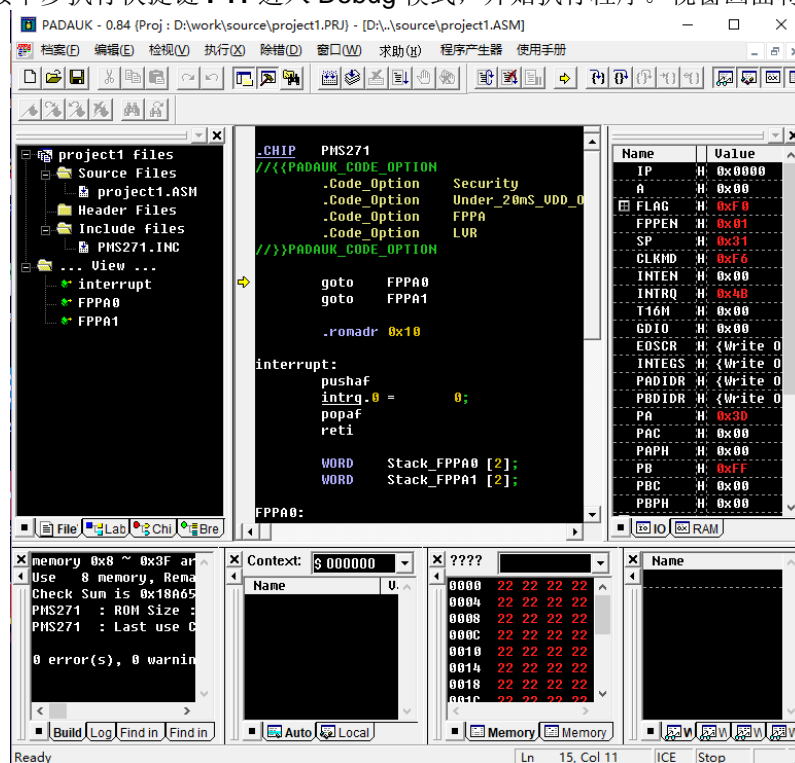 PADAUK - 0.84 {Proj : D:\work\source\project1.PRJ} - [D:\..\source\project1.ASM]
档案(F) 编辑(E) 检视(V) 执行(X) 除错(D) 窗口(W) 求助(H) 程序产生器 使用手册
project1 files
Source Files
project1.ASM
Header Files
Include files
PMS271.INC
... View ...
interrupt
FPPA0
FPPA1
File Lab Chi Bre
.CHIP PMS271
//{{PADAUK_CODE_OPTION
.Code_Option Security
.Code_Option Under_20mS_VDD_O
.Code_Option FPPA
.Code_Option LVR
//}}PADAUK_CODE_OPTION
goto FPPA0
goto FPPA1
.romadr 0x10
interrupt:
pushaf
intrq.0 = 0;
popaf
reti
WORD Stack_FPPA0 [2];
WORD Stack_FPPA1 [2];
FPPA0:
Name Value
IP H 0x0000
A H 0x00
FLAG H 0xF0
FPPEN H 0x01
SP H 0x31
CLKMD H 0xF6
INTEN H 0x00
INTRQ H 0x4B
T16M H 0x00
GDIO H 0x00
EOSCR H {Write O
INTEGS H {Write O
PADIDR H {Write O
PBDIDR H {Write O
PA H 0x3D
PAC H 0x00
PAPH H 0x00
PB H 0xFF
PBC H 0x00
PBPH H 0x00
IO RAM
memory 0x8 ~ 0x3F ar
Use 8 memory, Rema
Check Sum is 0x18A65
PMS271 : ROM Size :
PMS271 : Last use C
0 error(s), 0 warnin
Build Log Find in Find in
Context: $ 000000
Name V.
Auto Local
????
0000 22 22 22 22
0004 22 22 22 22
0008 22 22 22 22
000C 22 22 22 22
0010 22 22 22 22
0014 22 22 22 22
0018 22 22 22 22
001C 22 22 22 22
Memory Memory
Name
W W W W
Ready Ln 15, Col 11 ICE Stop